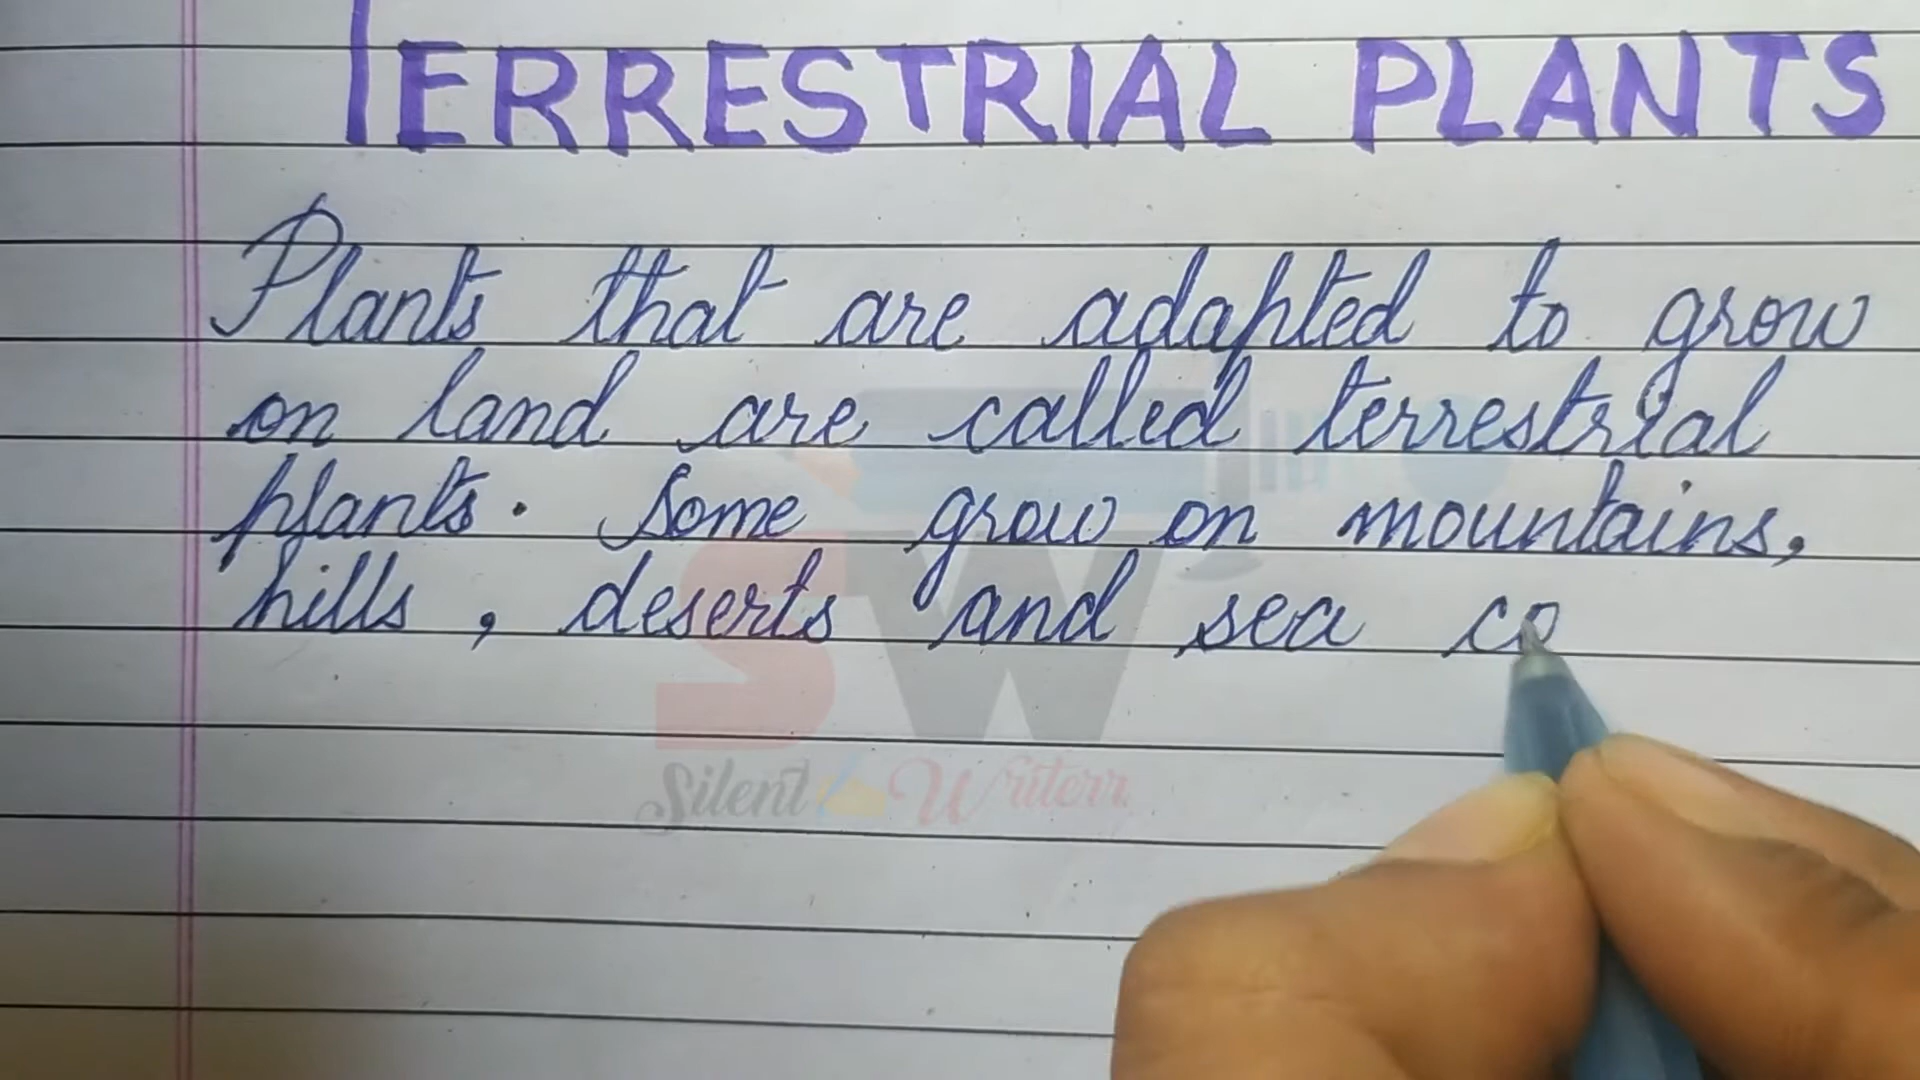 TERRESTRIAL PLANTS
Plants that are adapted to grow
on land are called terrestrial
plants. Some grow on mountains,
hills, deserts and sea co
SW
Silent Writerr